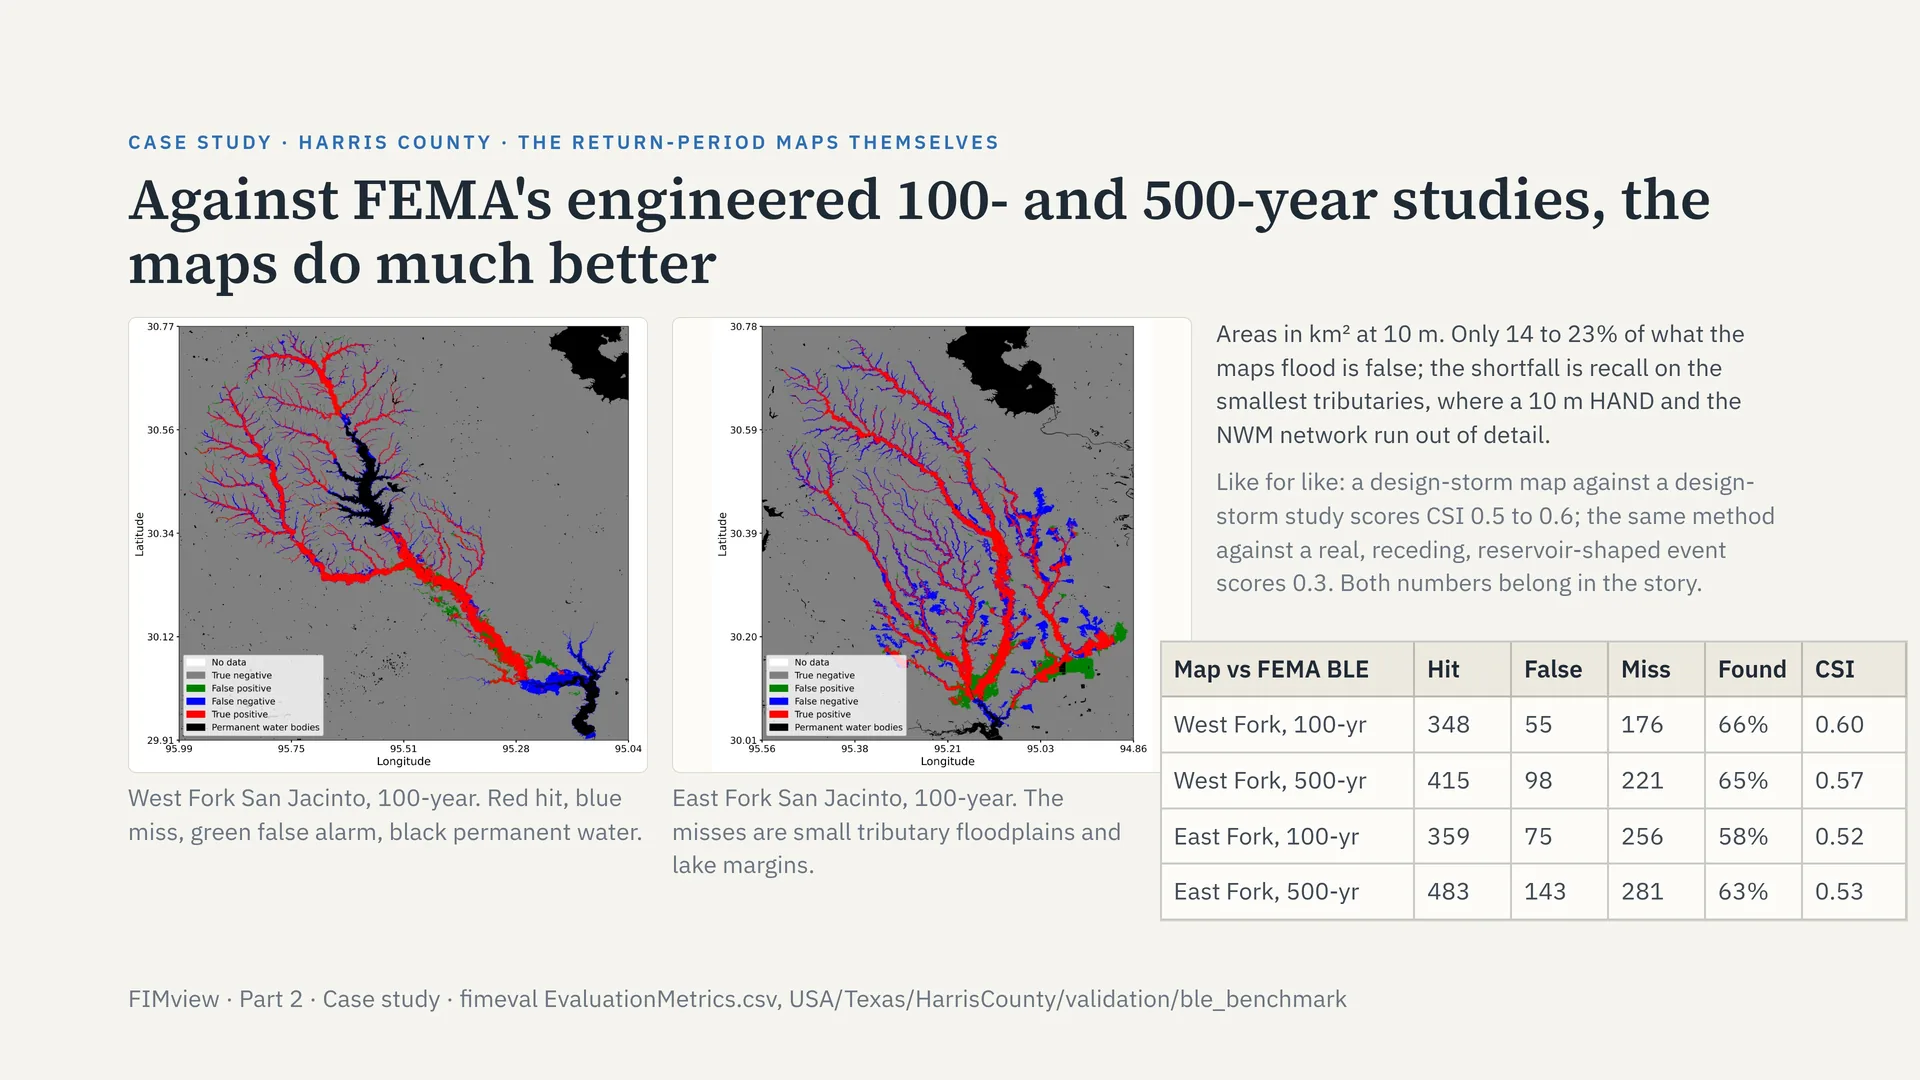 CASE STUDY · HARRIS COUNTY · THE RETURN-PERIOD MAPS THEMSELVES
Against FEMA's engineered 100- and 500-year studies, the
maps do much better
30.77
30.56
30.34
30.12
29.91
Latitude
95.99 95.75 95.51 95.28 95.04
Longitude
No data
True negative
False positive
False negative
True positive
Permanent water bodies
West Fork San Jacinto, 100-year. Red hit, blue
miss, green false alarm, black permanent water.
30.78
30.59
30.39
30.20
30.01
Latitude
95.56 95.38 95.21 95.03 94.86
Longitude
No data
True negative
False positive
False negative
True positive
Permanent water bodies
East Fork San Jacinto, 100-year. The
misses are small tributary floodplains and
lake margins.
Areas in km² at 10 m. Only 14 to 23% of what the
maps flood is false; the shortfall is recall on the
smallest tributaries, where a 10 m HAND and the
NWM network run out of detail.
Like for like: a design-storm map against a design-
storm study scores CSI 0.5 to 0.6; the same method
against a real, receding, reservoir-shaped event
scores 0.3. Both numbers belong in the story.
Map vs FEMA BLE Hit False Miss Found CSI
West Fork, 100-yr 348 55 176 66% 0.60
West Fork, 500-yr 415 98 221 65% 0.57
East Fork, 100-yr 359 75 256 58% 0.52
East Fork, 500-yr 483 143 281 63% 0.53
FIMview · Part 2 · Case study · fimeval EvaluationMetrics.csv, USA/Texas/HarrisCounty/validation/ble_benchmark